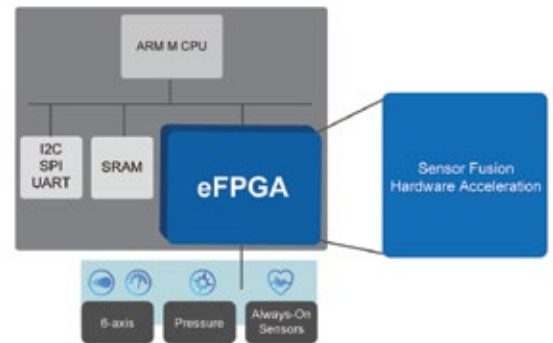 ARM M CPU
I2C
SPI
UART
SRAM
eFPGA
Sensor Fusion
Hardware Acceleration
6-axis
Pressure
Always-On
Sensors